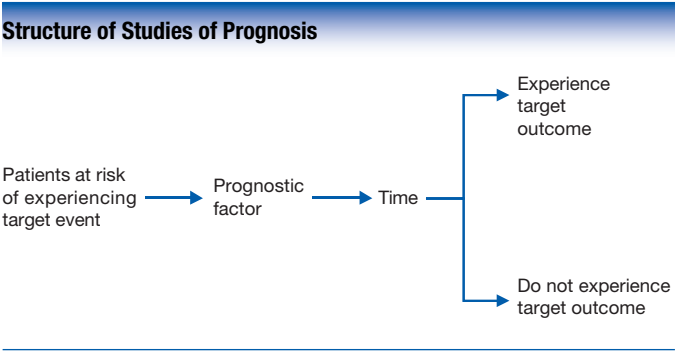 Structure of Studies of Prognosis
Patients at risk
of experiencing
target event
Prognostic
factor
Time
Experience
target
outcome
Do not experience
target outcome